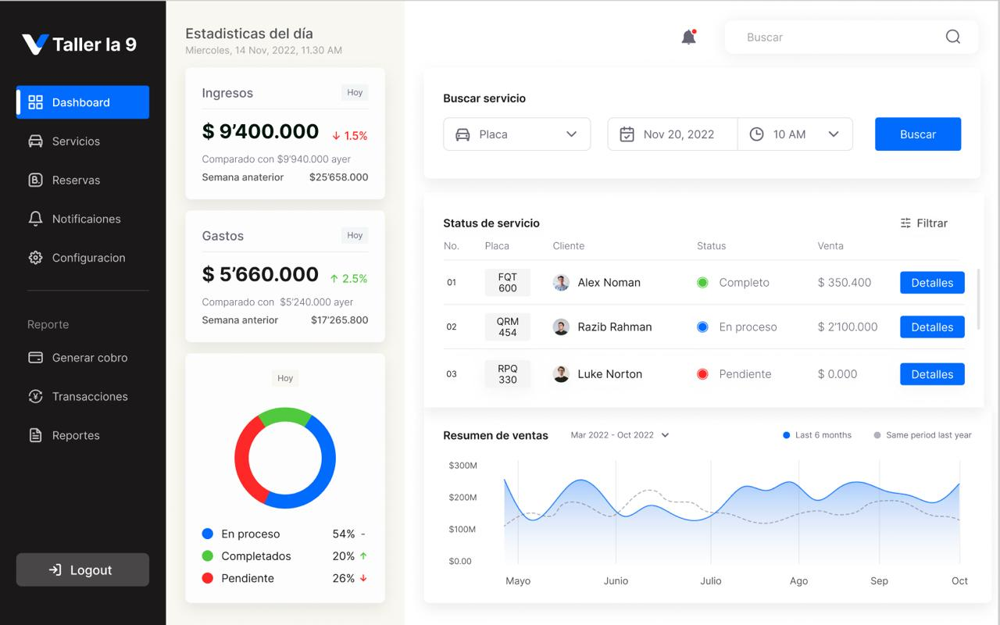 Taller la 9
Dashboard
Servicios
Reservas
Notificaiones
Configuracion
Reporte
Generar cobro
Transacciones
Reportes
Logout
Estadisticas del día
Miercoles, 14 Nov, 2022, 11.30 AM
Ingresos Hoy
$ 9'400.000 ↓ 1.5%
Comparado con $9'940.000 ayer
Semana anaterior $25'658.000
Gastos Hoy
$ 5'660.000 ↑ 2.5%
Comparado con $5'240.000 ayer
Semana anterior $17'265.800
Hoy
En proceso 54% -
Completados 20% ↑
Pendiente 26% ↓
Buscar
Buscar servicio
Placa Nov 20, 2022 10 AM Buscar
Status de servicio Filtrar
No. Placa Cliente Status Venta
01 FQT 600 Alex Noman Completo $ 350.400 Detalles
02 QRM 454 Razib Rahman En proceso $ 2'100.000 Detalles
03 RPQ 330 Luke Norton Pendiente $ 0.000 Detalles
Resumen de ventas Mar 2022 - Oct 2022 Last 6 months Same period last year
$300M
$200M
$100M
$0.00
Mayo Junio Julio Ago Sep Oct